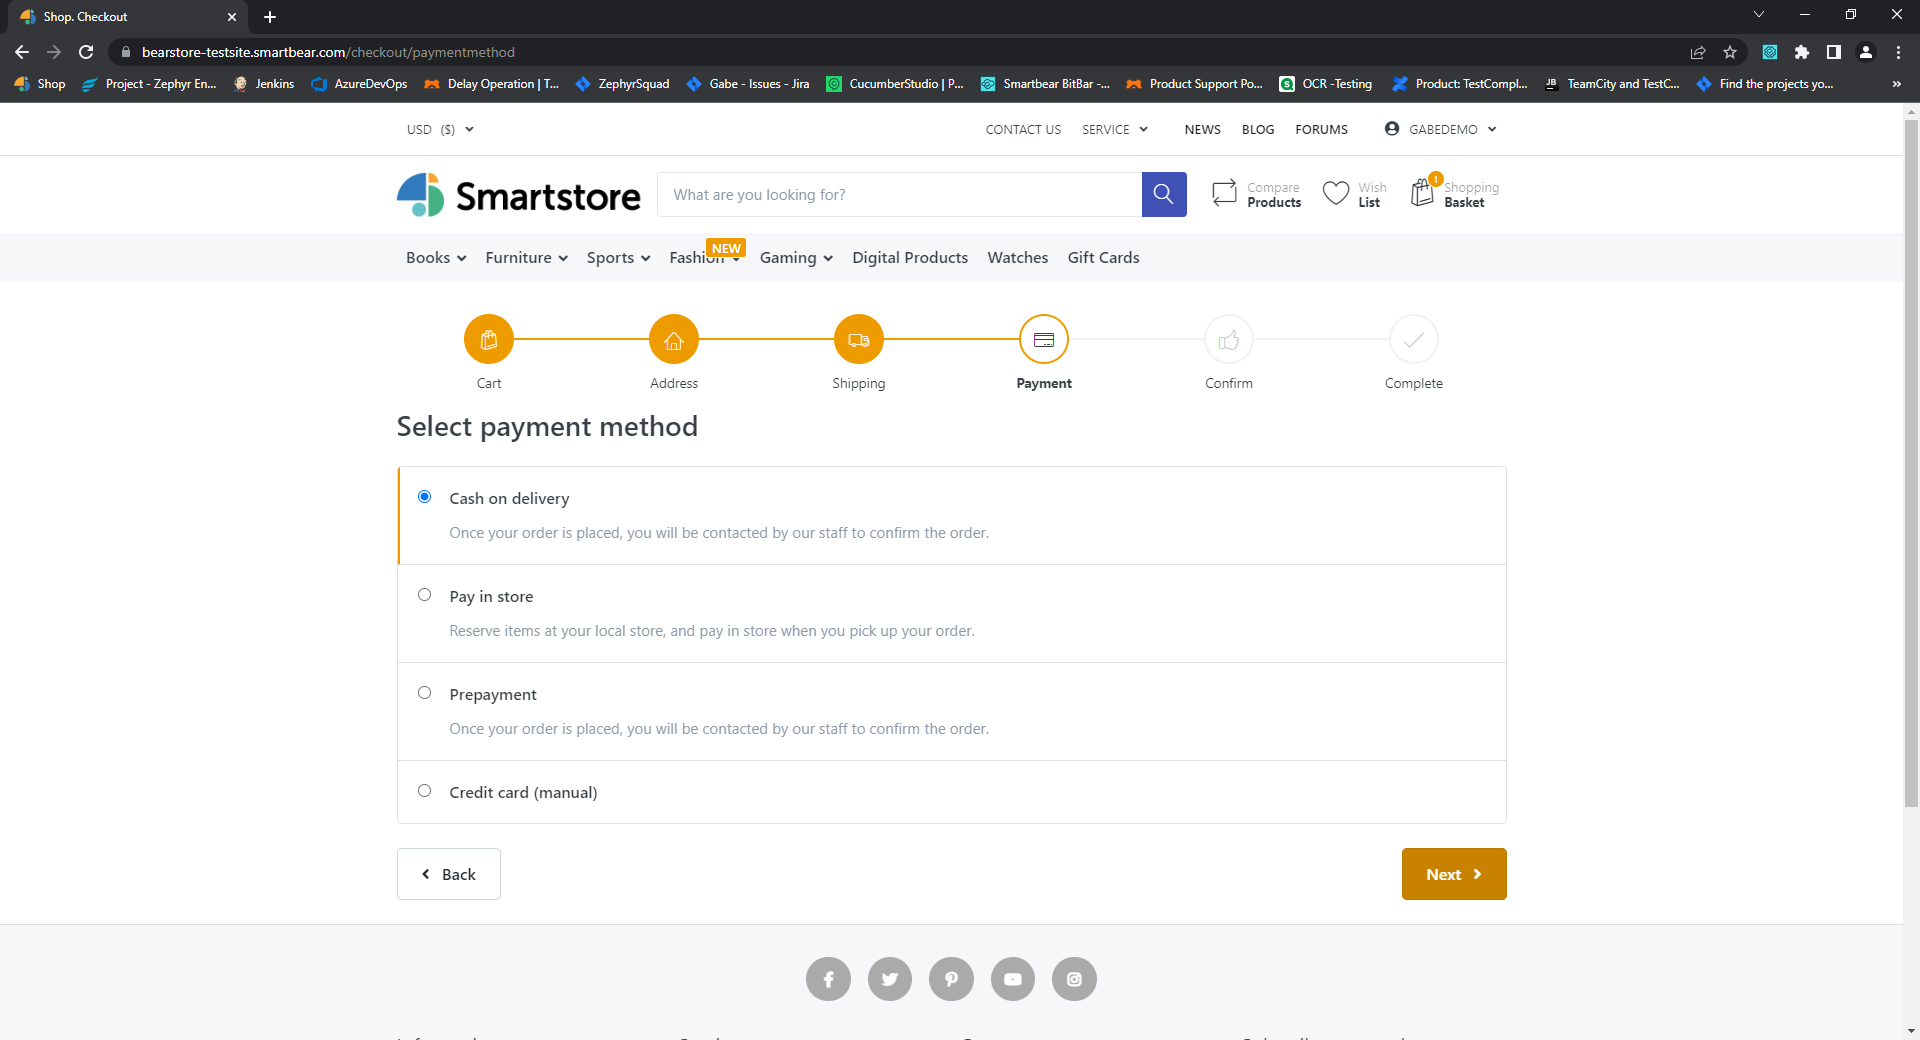 Shop. Checkout
bearstore-testsite.smartbear.com/checkout/paymentmethod
Shop Project - Zephyr En... Jenkins AzureDevOps Delay Operation | T... ZephyrSquad Gabe - Issues - Jira CucumberStudio | P... Smartbear BitBar -... Product Support Po... OCR -Testing Product: TestCompl... TeamCity and TestC... Find the projects yo... »
USD ($) CONTACT US SERVICE NEWS BLOG FORUMS GABEDEMO
Smartstore What are you looking for? Compare Products Wish List 1 Shopping Basket
NEW
Books Furniture Sports Fashion Gaming Digital Products Watches Gift Cards
Cart Address Shipping Payment Confirm Complete
Select payment method
Cash on delivery
Once your order is placed, you will be contacted by our staff to confirm the order.
Pay in store
Reserve items at your local store, and pay in store when you pick up your order.
Prepayment
Once your order is placed, you will be contacted by our staff to confirm the order.
Credit card (manual)
Back Next